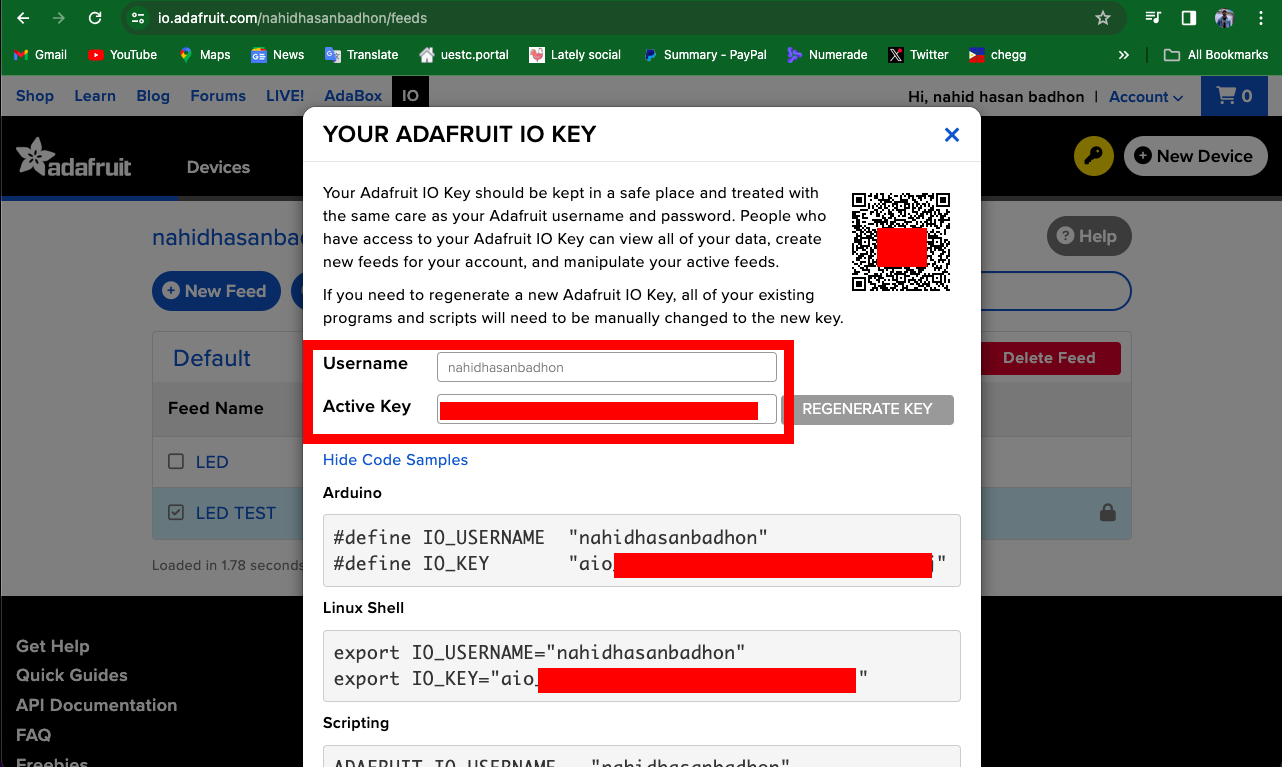 io.adafruit.com/nahidhasanbadhon/feeds
Gmail YouTube Maps News Translate uestc.portal Lately social Summary - PayPal Numerade Twitter chegg » All Bookmarks
Shop Learn Blog Forums LIVE! AdaBox IO Hi, nahid hasan badhon | Account 0
adafruit Devices New Device
YOUR ADAFRUIT IO KEY
Your Adafruit IO Key should be kept in a safe place and treated with
the same care as your Adafruit username and password. People who
have access to your Adafruit IO Key can view all of your data, create
new feeds for your account, and manipulate your active feeds.
If you need to regenerate a new Adafruit IO Key, all of your existing
programs and scripts will need to be manually changed to the new key.
nahidhasanba
Help
New Feed
Username nahidhasanbadhon
Active Key REGENERATE KEY
Default Delete Feed
Feed Name
LED
LED TEST
Loaded in 1.78 seconds
Hide Code Samples
Arduino
#define IO_USERNAME "nahidhasanbadhon"
#define IO_KEY "aio_ j"
Linux Shell
export IO_USERNAME="nahidhasanbadhon"
export IO_KEY="aio_ "
Scripting
ADAFRUIT_IO_USERNAME "nahidhasanbadhon"
Get Help
Quick Guides
API Documentation
FAQ
Freebies